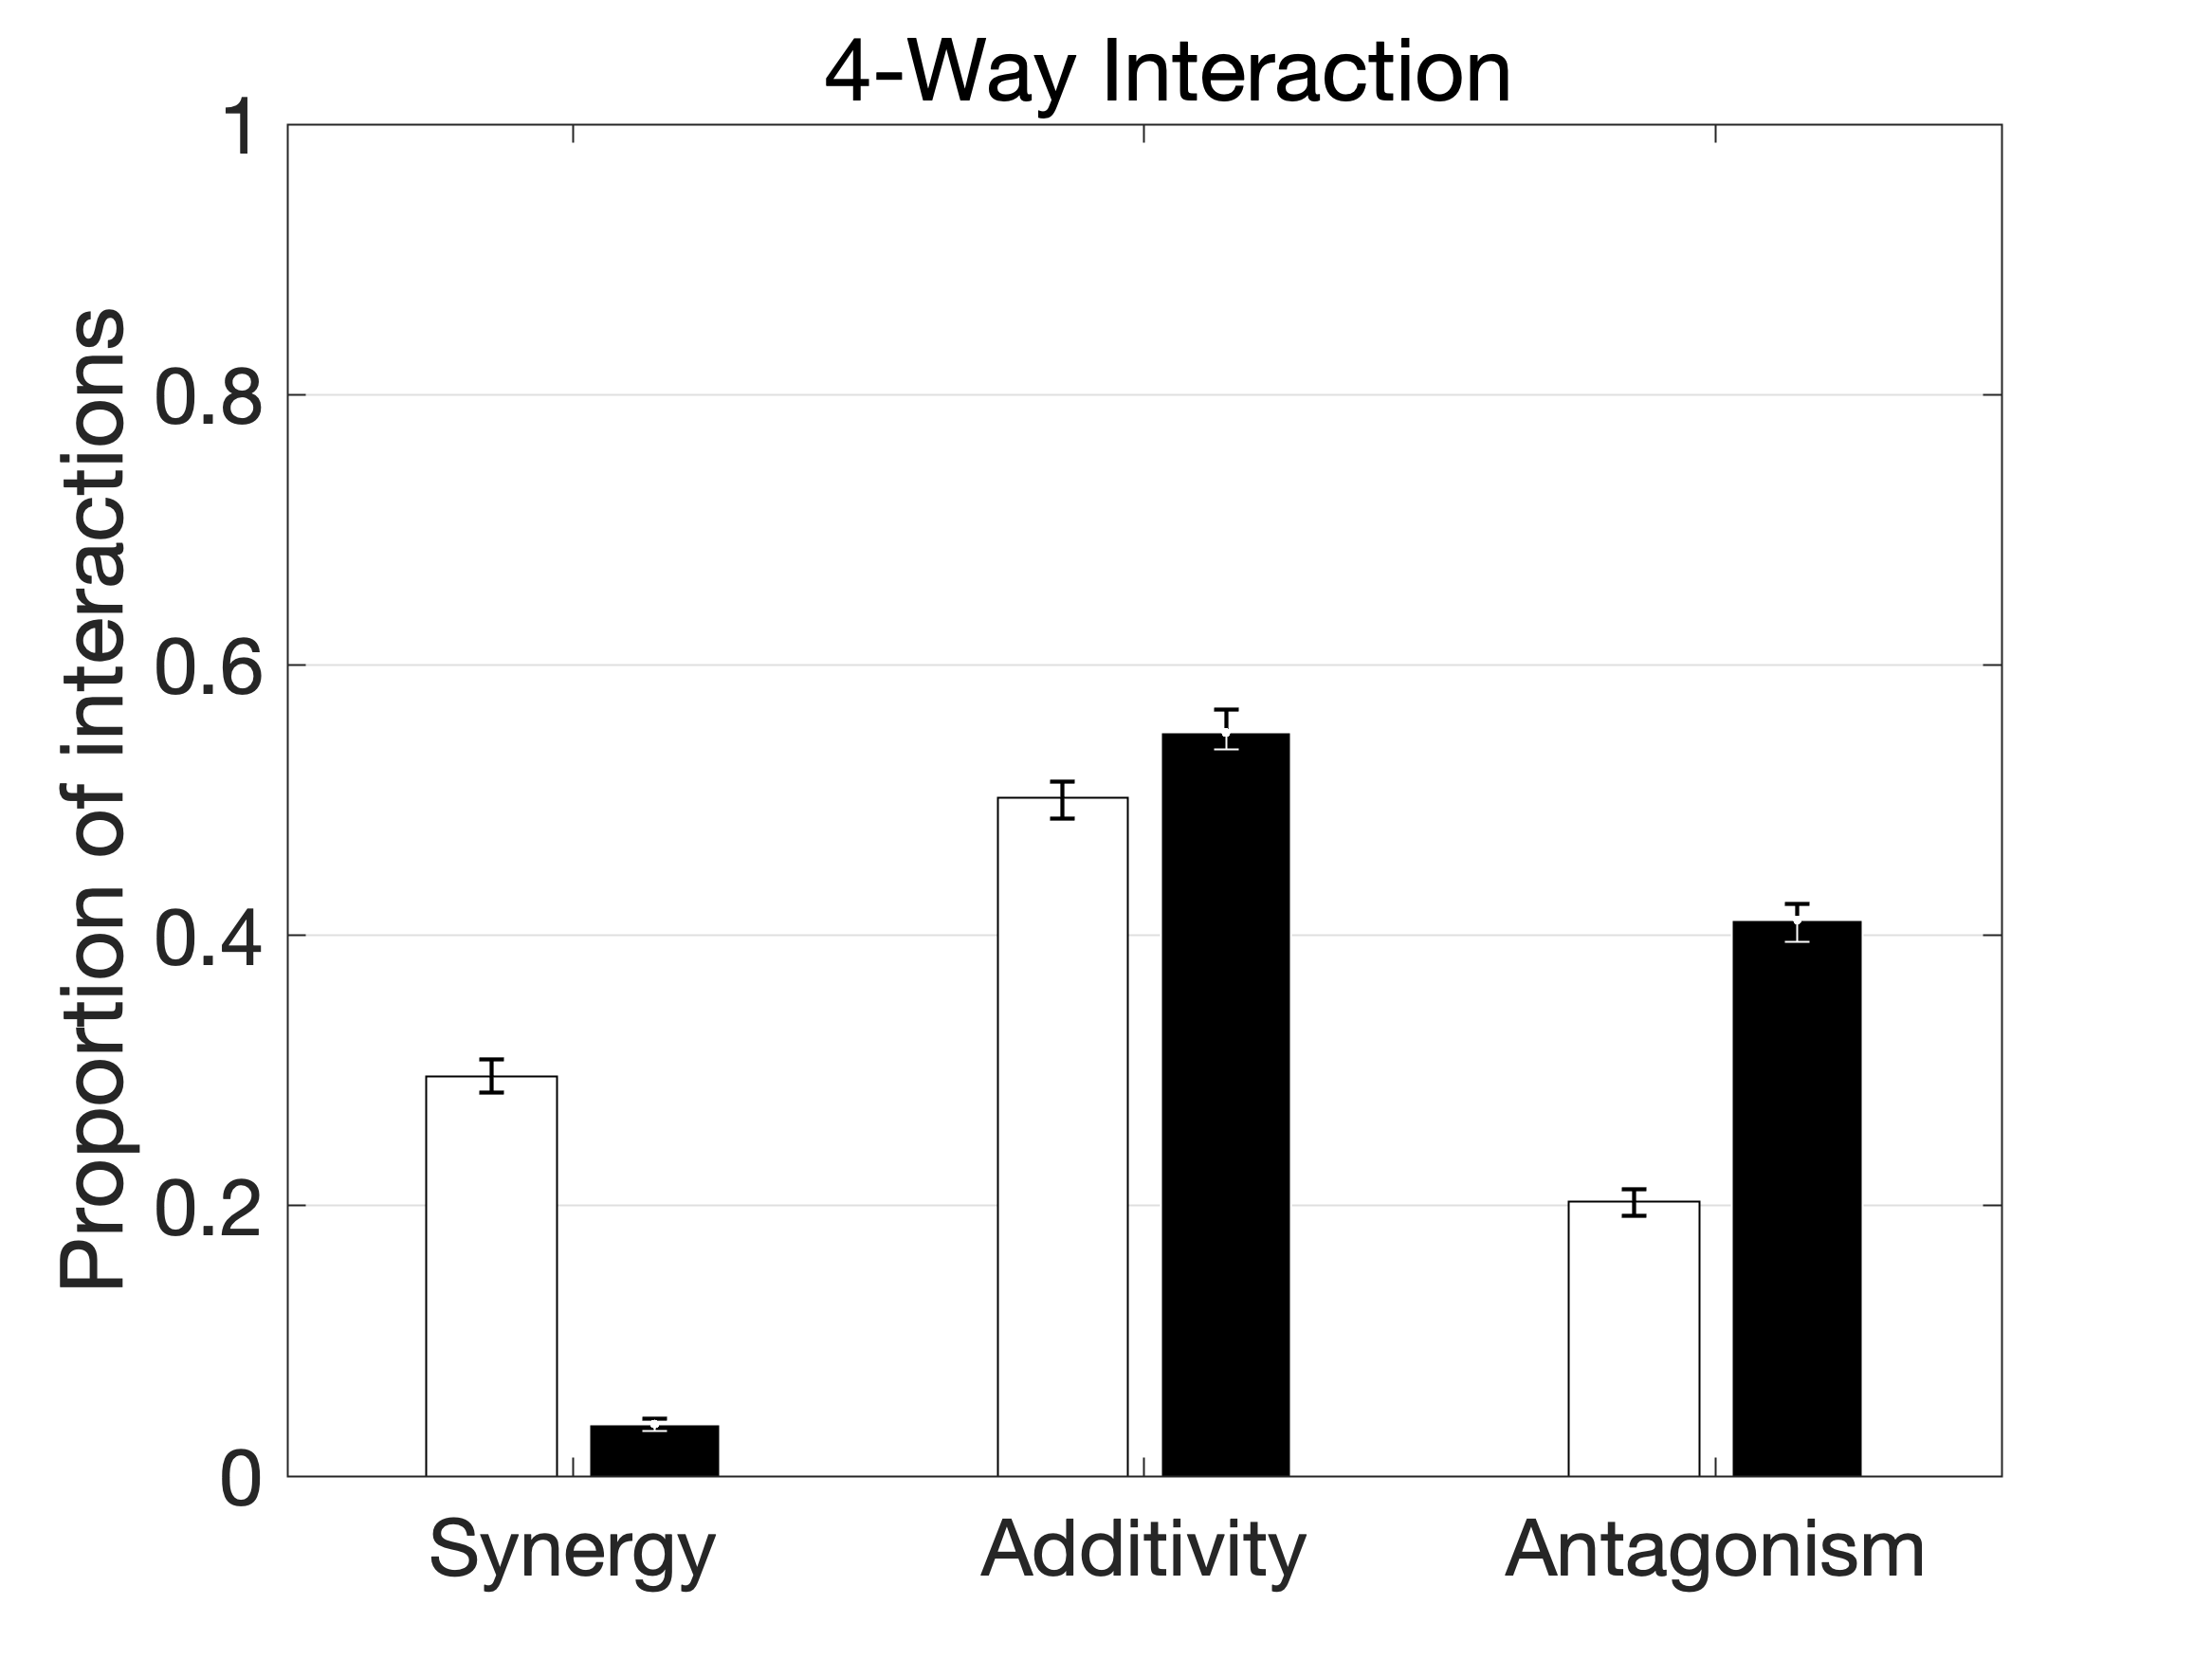 4-Way Interaction
Proportion of interactions
1
0.8
0.6
0.4
0.2
0
Synergy Additivity Antagonism